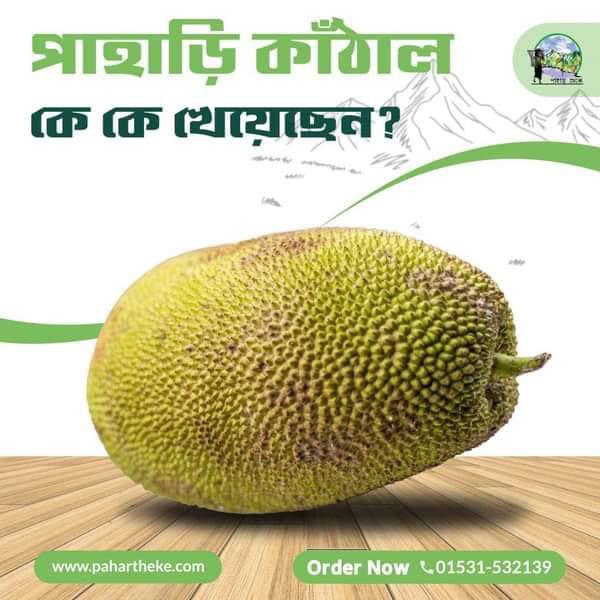 পাহাড়ি কাঁঠাল
কে কে খেয়েছেন?
পাহাড় থেকে
www.pahartheke.com
Order Now 01531-532139